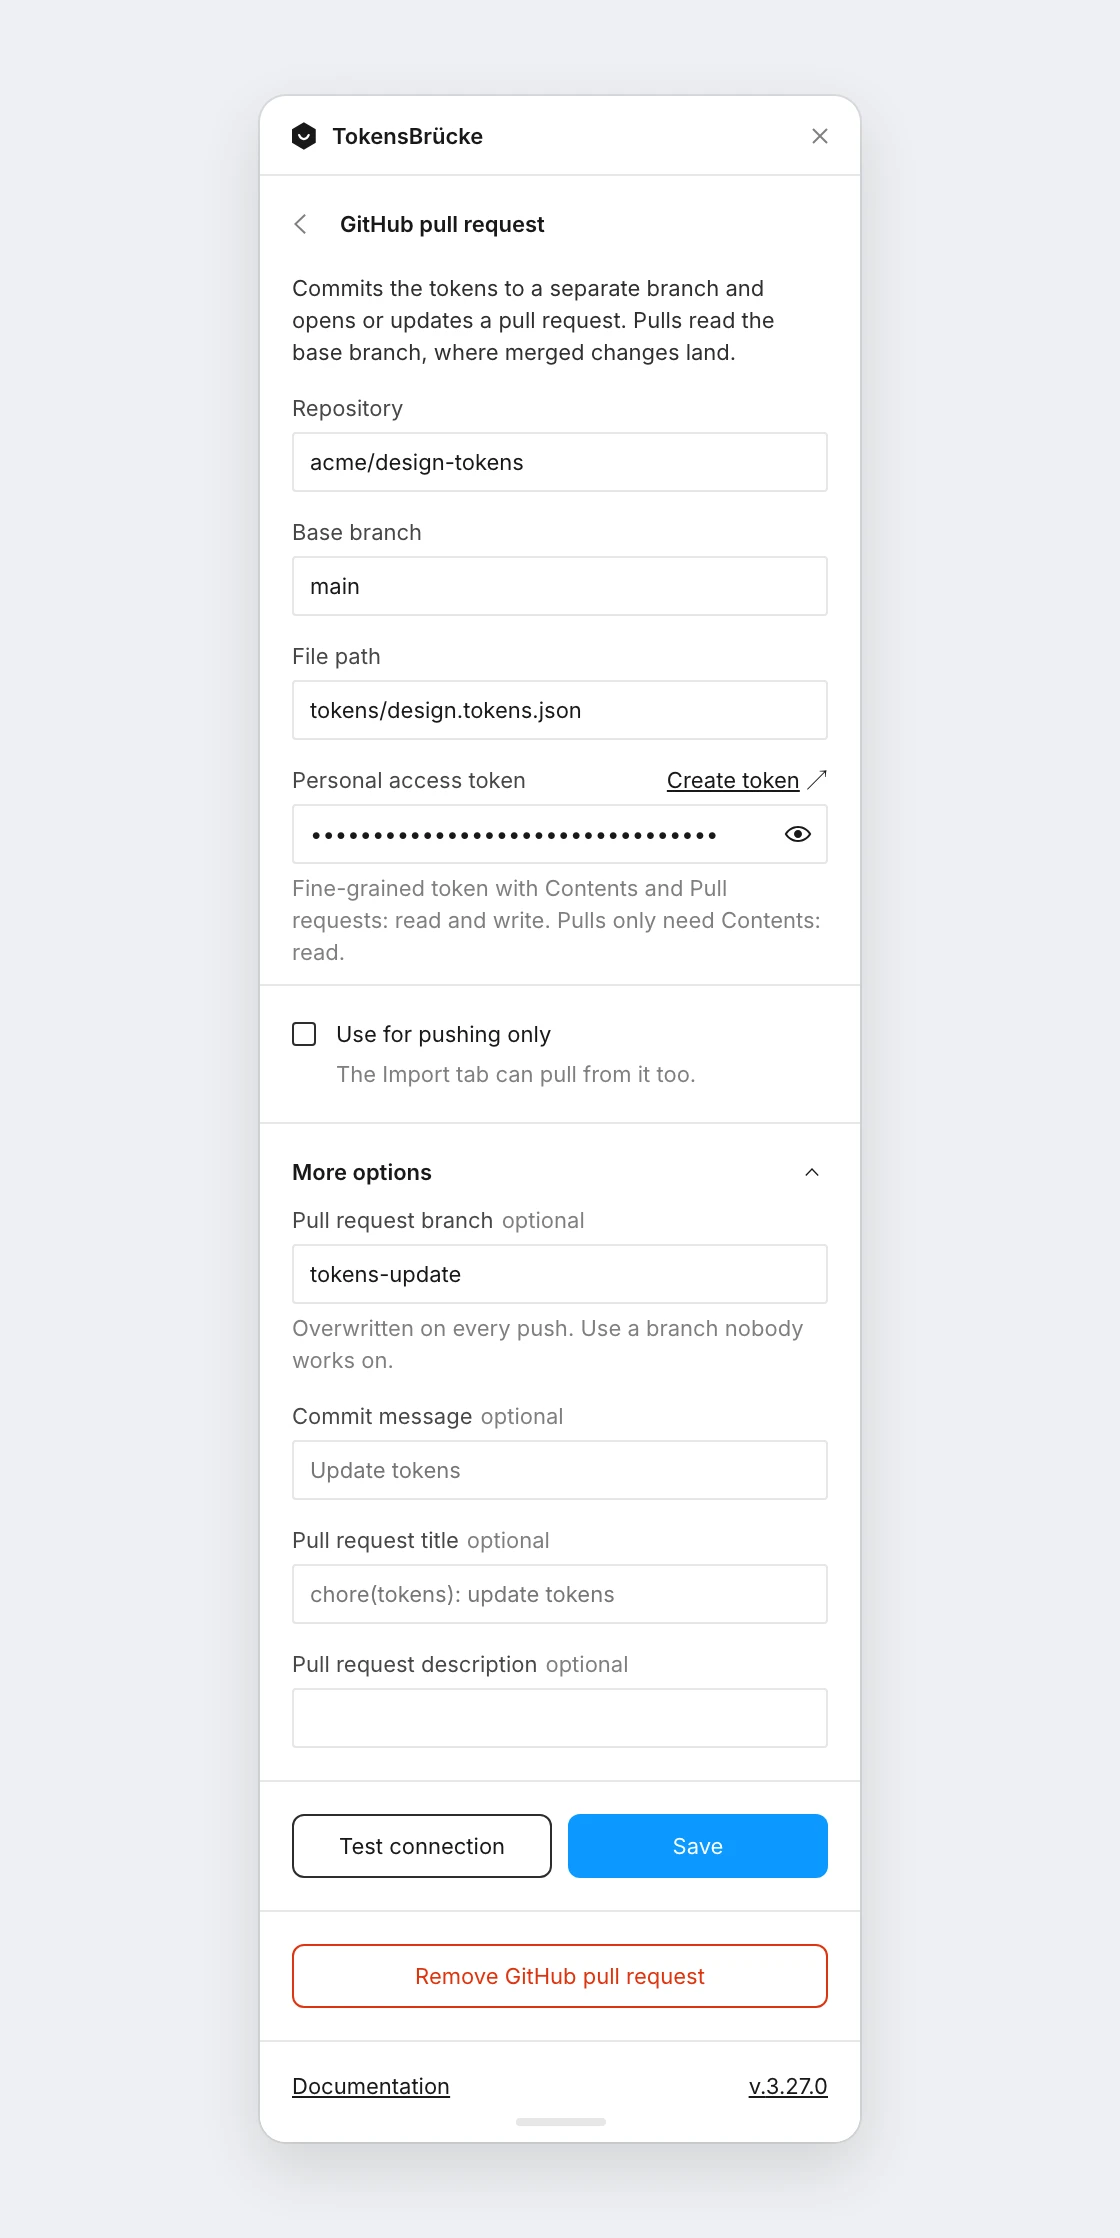 TokensBrücke
GitHub pull request
Commits the tokens to a separate branch and
opens or updates a pull request. Pulls read the
base branch, where merged changes land.
Repository
acme/design-tokens
Base branch
main
File path
tokens/design.tokens.json
Personal access token Create token
•••••••••••••••••••••••••••••••••
Fine-grained token with Contents and Pull
requests: read and write. Pulls only need Contents:
read.
Use for pushing only
The Import tab can pull from it too.
More options
Pull request branch optional
tokens-update
Overwritten on every push. Use a branch nobody
works on.
Commit message optional
Update tokens
Pull request title optional
chore(tokens): update tokens
Pull request description optional
Test connection Save
Remove GitHub pull request
Documentation v.3.27.0